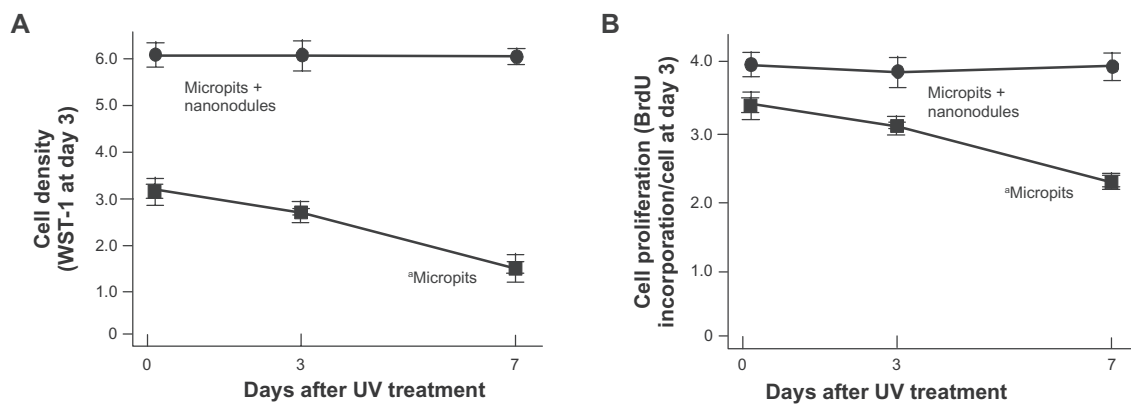 A
Cell density
(WST-1 at day 3)
6.0
5.0
3.0
2.0
1.0
0
Micropits +
nanonodules
ᵃMicropits
0
3
7
Days after UV treatment
B
Cell proliferation (BrdU
incorporation/cell at day 3)
4.0
3.0
2.0
1.0
0
Micropits +
nanonodules
ᵃMicropits
0
3
7
Days after UV treatment